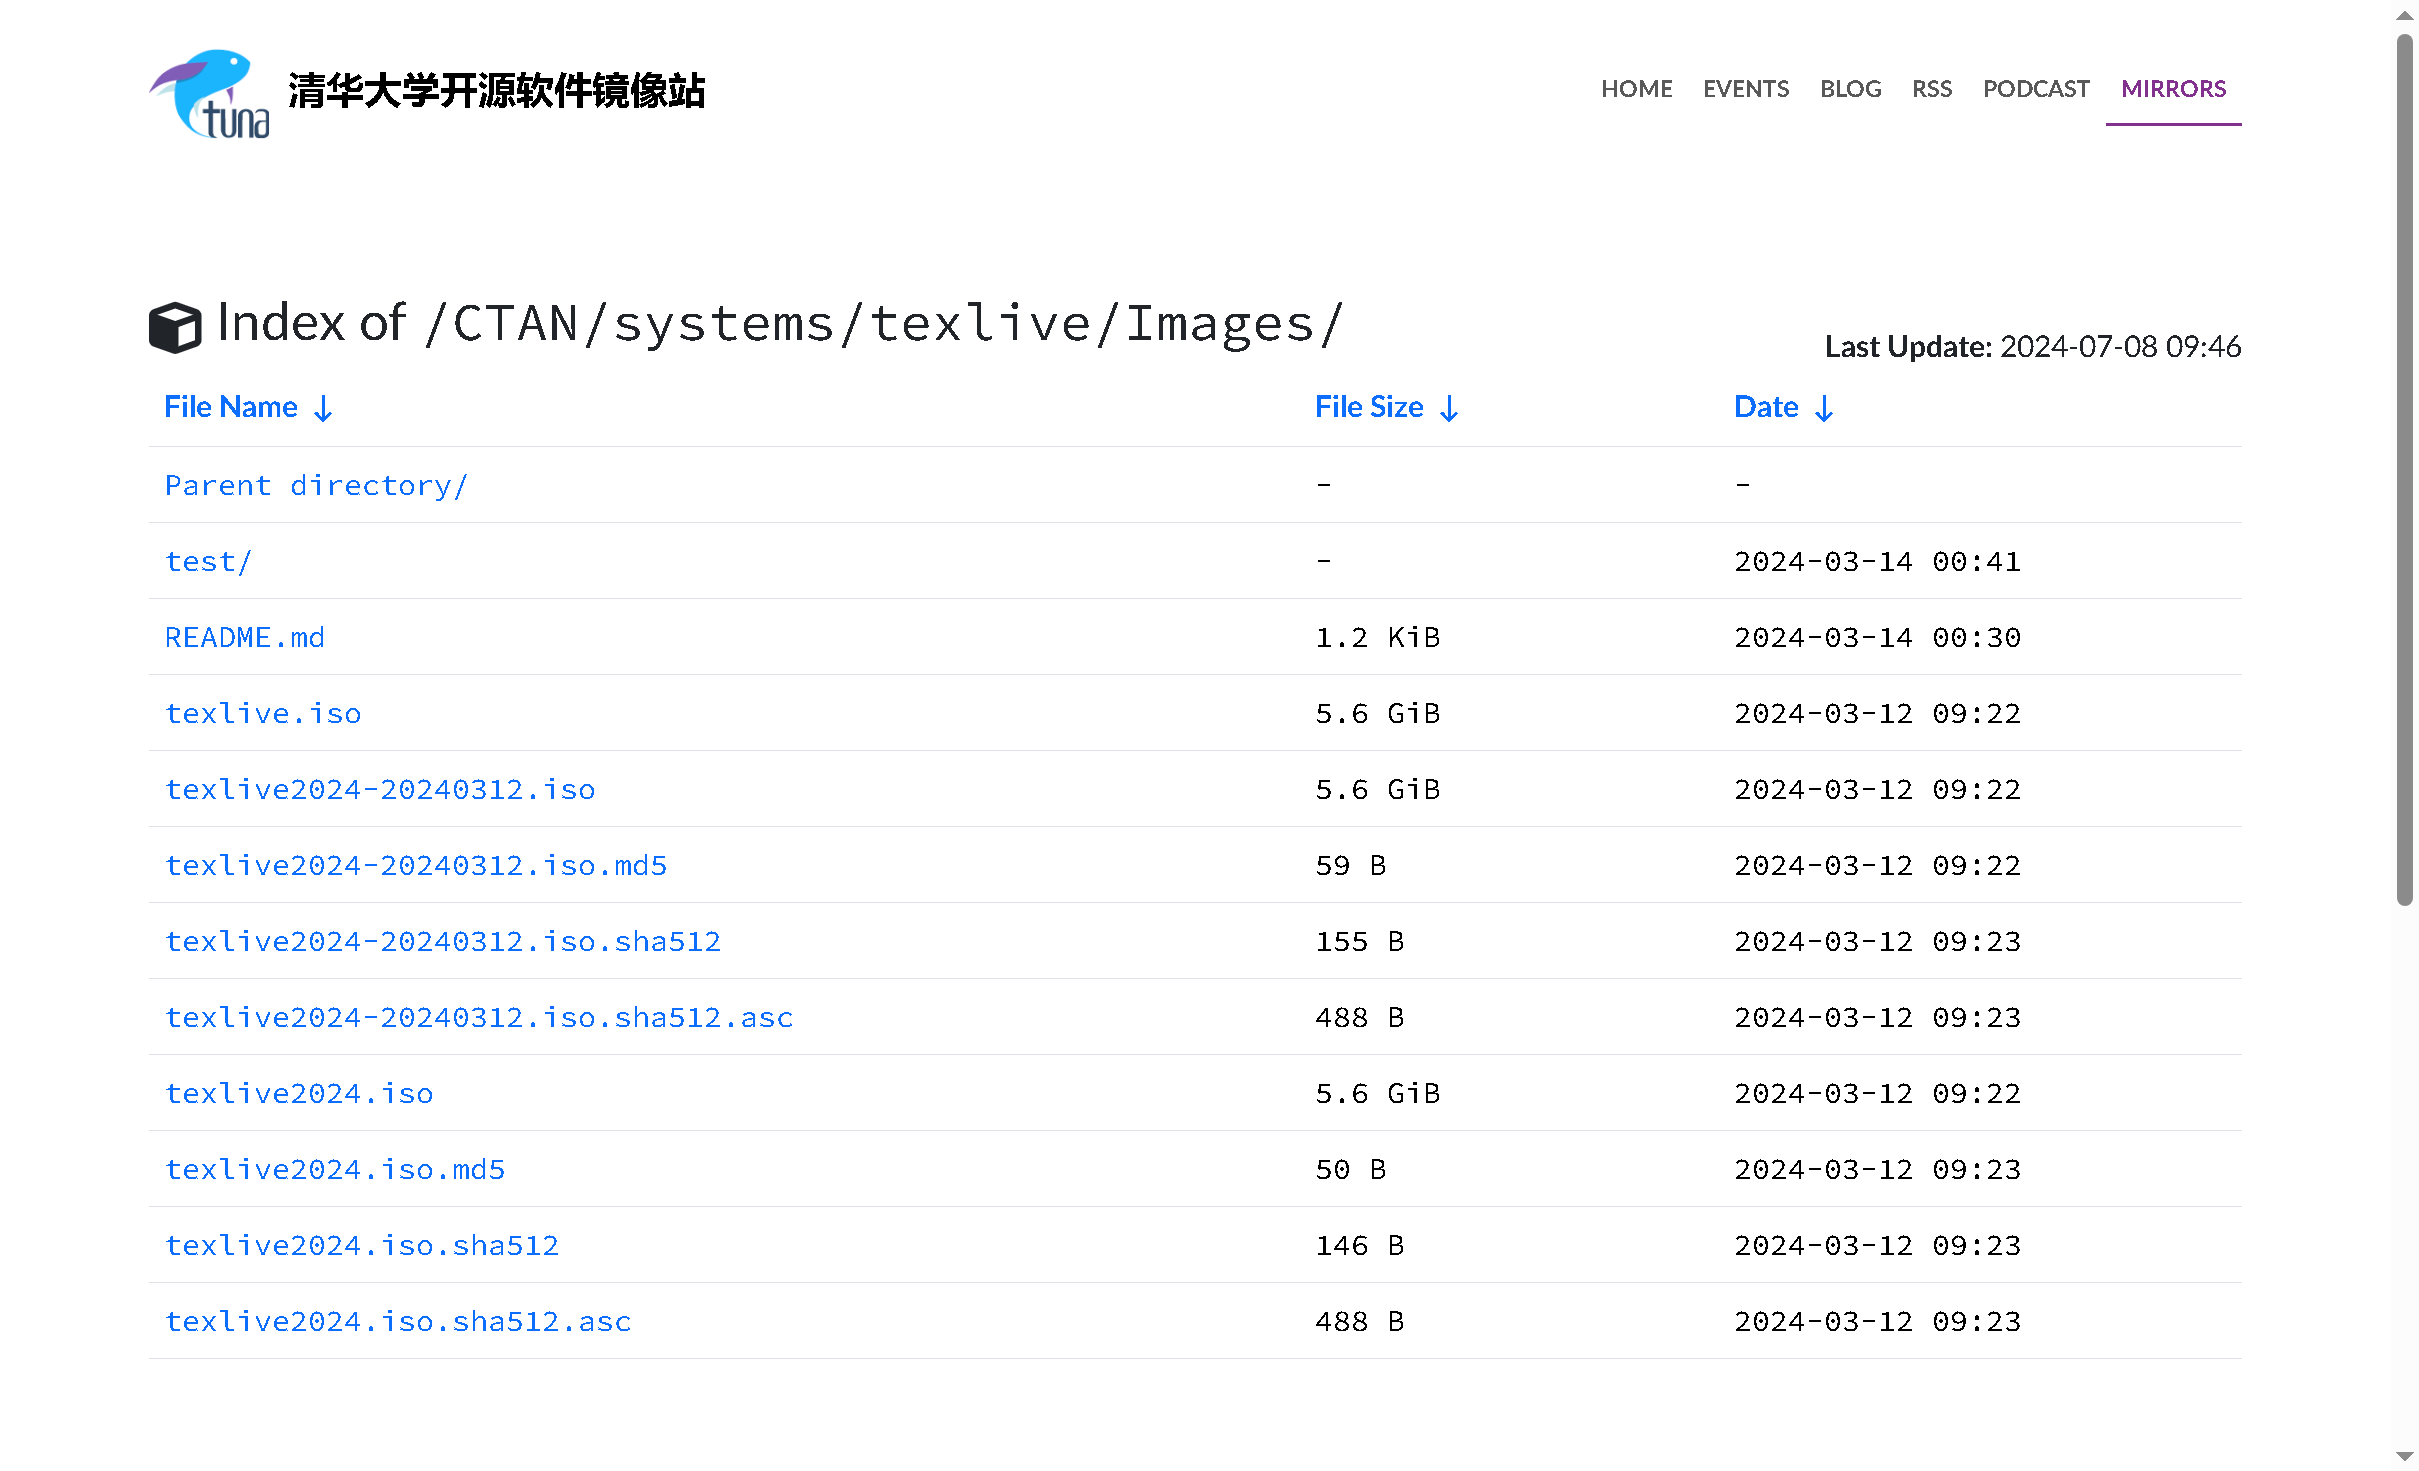 tuna
清华大学开源软件镜像站
HOME EVENTS BLOG RSS PODCAST MIRRORS
Index of /CTAN/systems/texlive/Images/
Last Update: 2024-07-08 09:46
File Name ↓ File Size ↓ Date ↓
Parent directory/ - -
test/ - 2024-03-14 00:41
README.md 1.2 KiB 2024-03-14 00:30
texlive.iso 5.6 GiB 2024-03-12 09:22
texlive2024-20240312.iso 5.6 GiB 2024-03-12 09:22
texlive2024-20240312.iso.md5 59 B 2024-03-12 09:22
texlive2024-20240312.iso.sha512 155 B 2024-03-12 09:23
texlive2024-20240312.iso.sha512.asc 488 B 2024-03-12 09:23
texlive2024.iso 5.6 GiB 2024-03-12 09:22
texlive2024.iso.md5 50 B 2024-03-12 09:23
texlive2024.iso.sha512 146 B 2024-03-12 09:23
texlive2024.iso.sha512.asc 488 B 2024-03-12 09:23